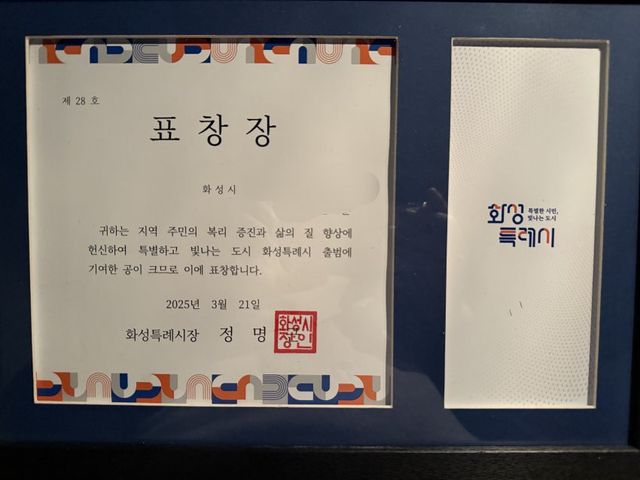 제 28 호
표 창 장
화 성 시
귀하는 지역 주민의 복리 증진과 삶의 질 향상에
헌신하여 특별하고 빛나는 도시 화성특례시 출범에
기여한 공이 크므로 이에 표창합니다.
2025년 3월 21일
화성특례시장 정 명
화성시
장인
화성 특별한 시민,
빛나는 도시
특례시